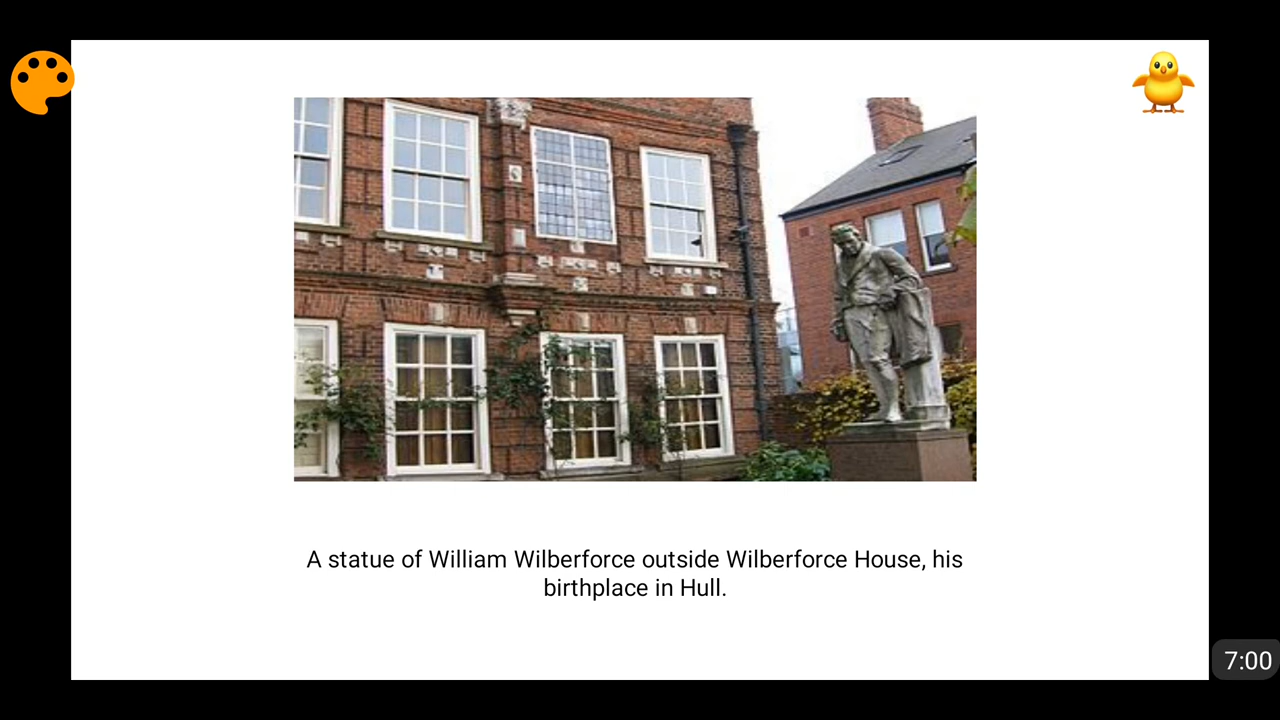 A statue of William Wilberforce outside Wilberforce House, his
birthplace in Hull.
7:00